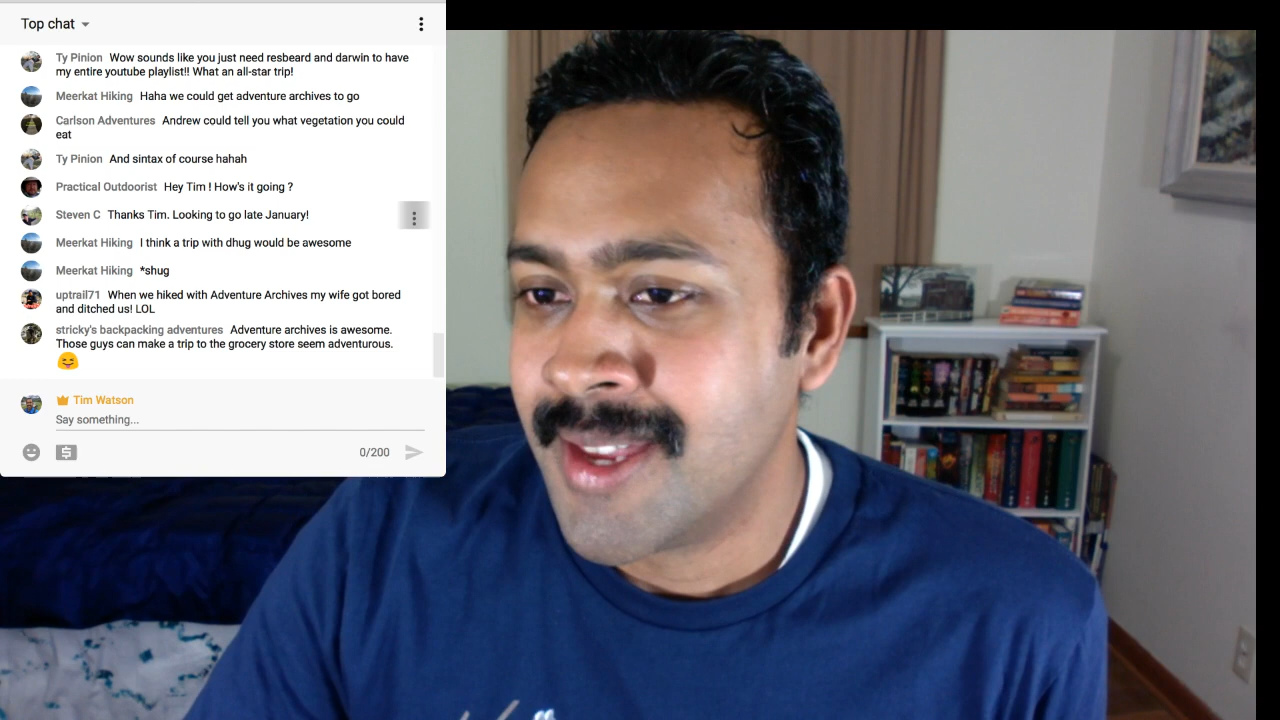 Top chat
Ty Pinion Wow sounds like you just need resbeard and darwin to have
my entire youtube playlist!! What an all-star trip!
Meerkat Hiking Haha we could get adventure archives to go
Carlson Adventures Andrew could tell you what vegetation you could
eat
Ty Pinion And sintax of course hahah
Practical Outdoorist Hey Tim ! How's it going ?
Steven C Thanks Tim. Looking to go late January!
Meerkat Hiking I think a trip with dhug would be awesome
Meerkat Hiking *shug
uptrail71 When we hiked with Adventure Archives my wife got bored
and ditched us! LOL
stricky's backpacking adventures Adventure archives is awesome.
Those guys can make a trip to the grocery store seem adventurous.
😊
Tim Watson
Say something...
$
0/200